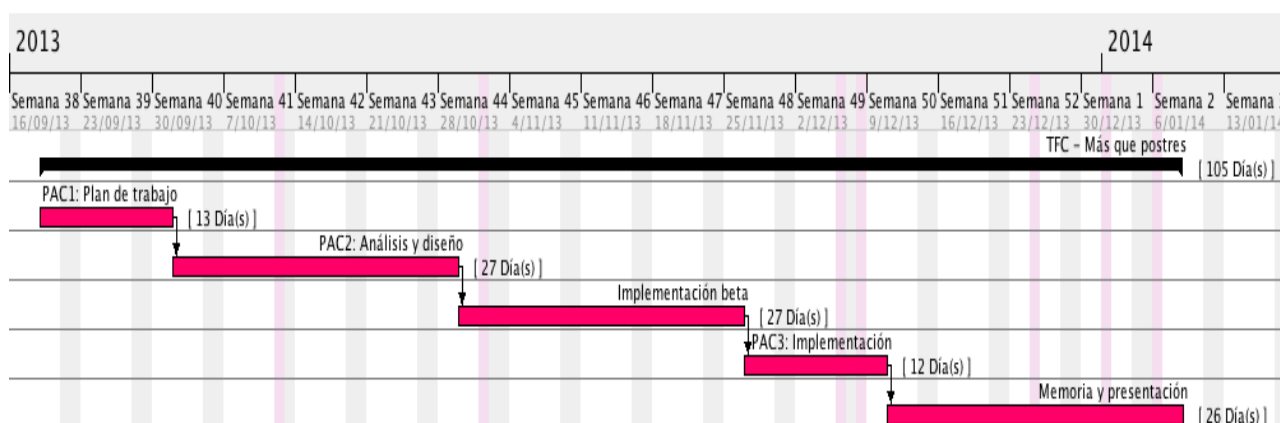 2013 2014
Semana 38 Semana 39 Semana 40 Semana 41 Semana 42 Semana 43 Semana 44 Semana 45 Semana 46 Semana 47 Semana 48 Semana 49 Semana 50 Semana 51 Semana 52 Semana 1 Semana 2 Semana
16/09/13 23/09/13 30/09/13 7/10/13 14/10/13 21/10/13 28/10/13 4/11/13 11/11/13 18/11/13 25/11/13 2/12/13 9/12/13 16/12/13 23/12/13 30/12/13 6/01/14 13/01/14
TFC - Más que postres
[ 105 Día(s) ]
PAC1: Plan de trabajo
[ 13 Día(s) ]
PAC2: Análisis y diseño
[ 27 Día(s) ]
Implementación beta
[ 27 Día(s) ]
PAC3: Implementación
[ 12 Día(s) ]
Memoria y presentación
[ 26 Día(s) ]